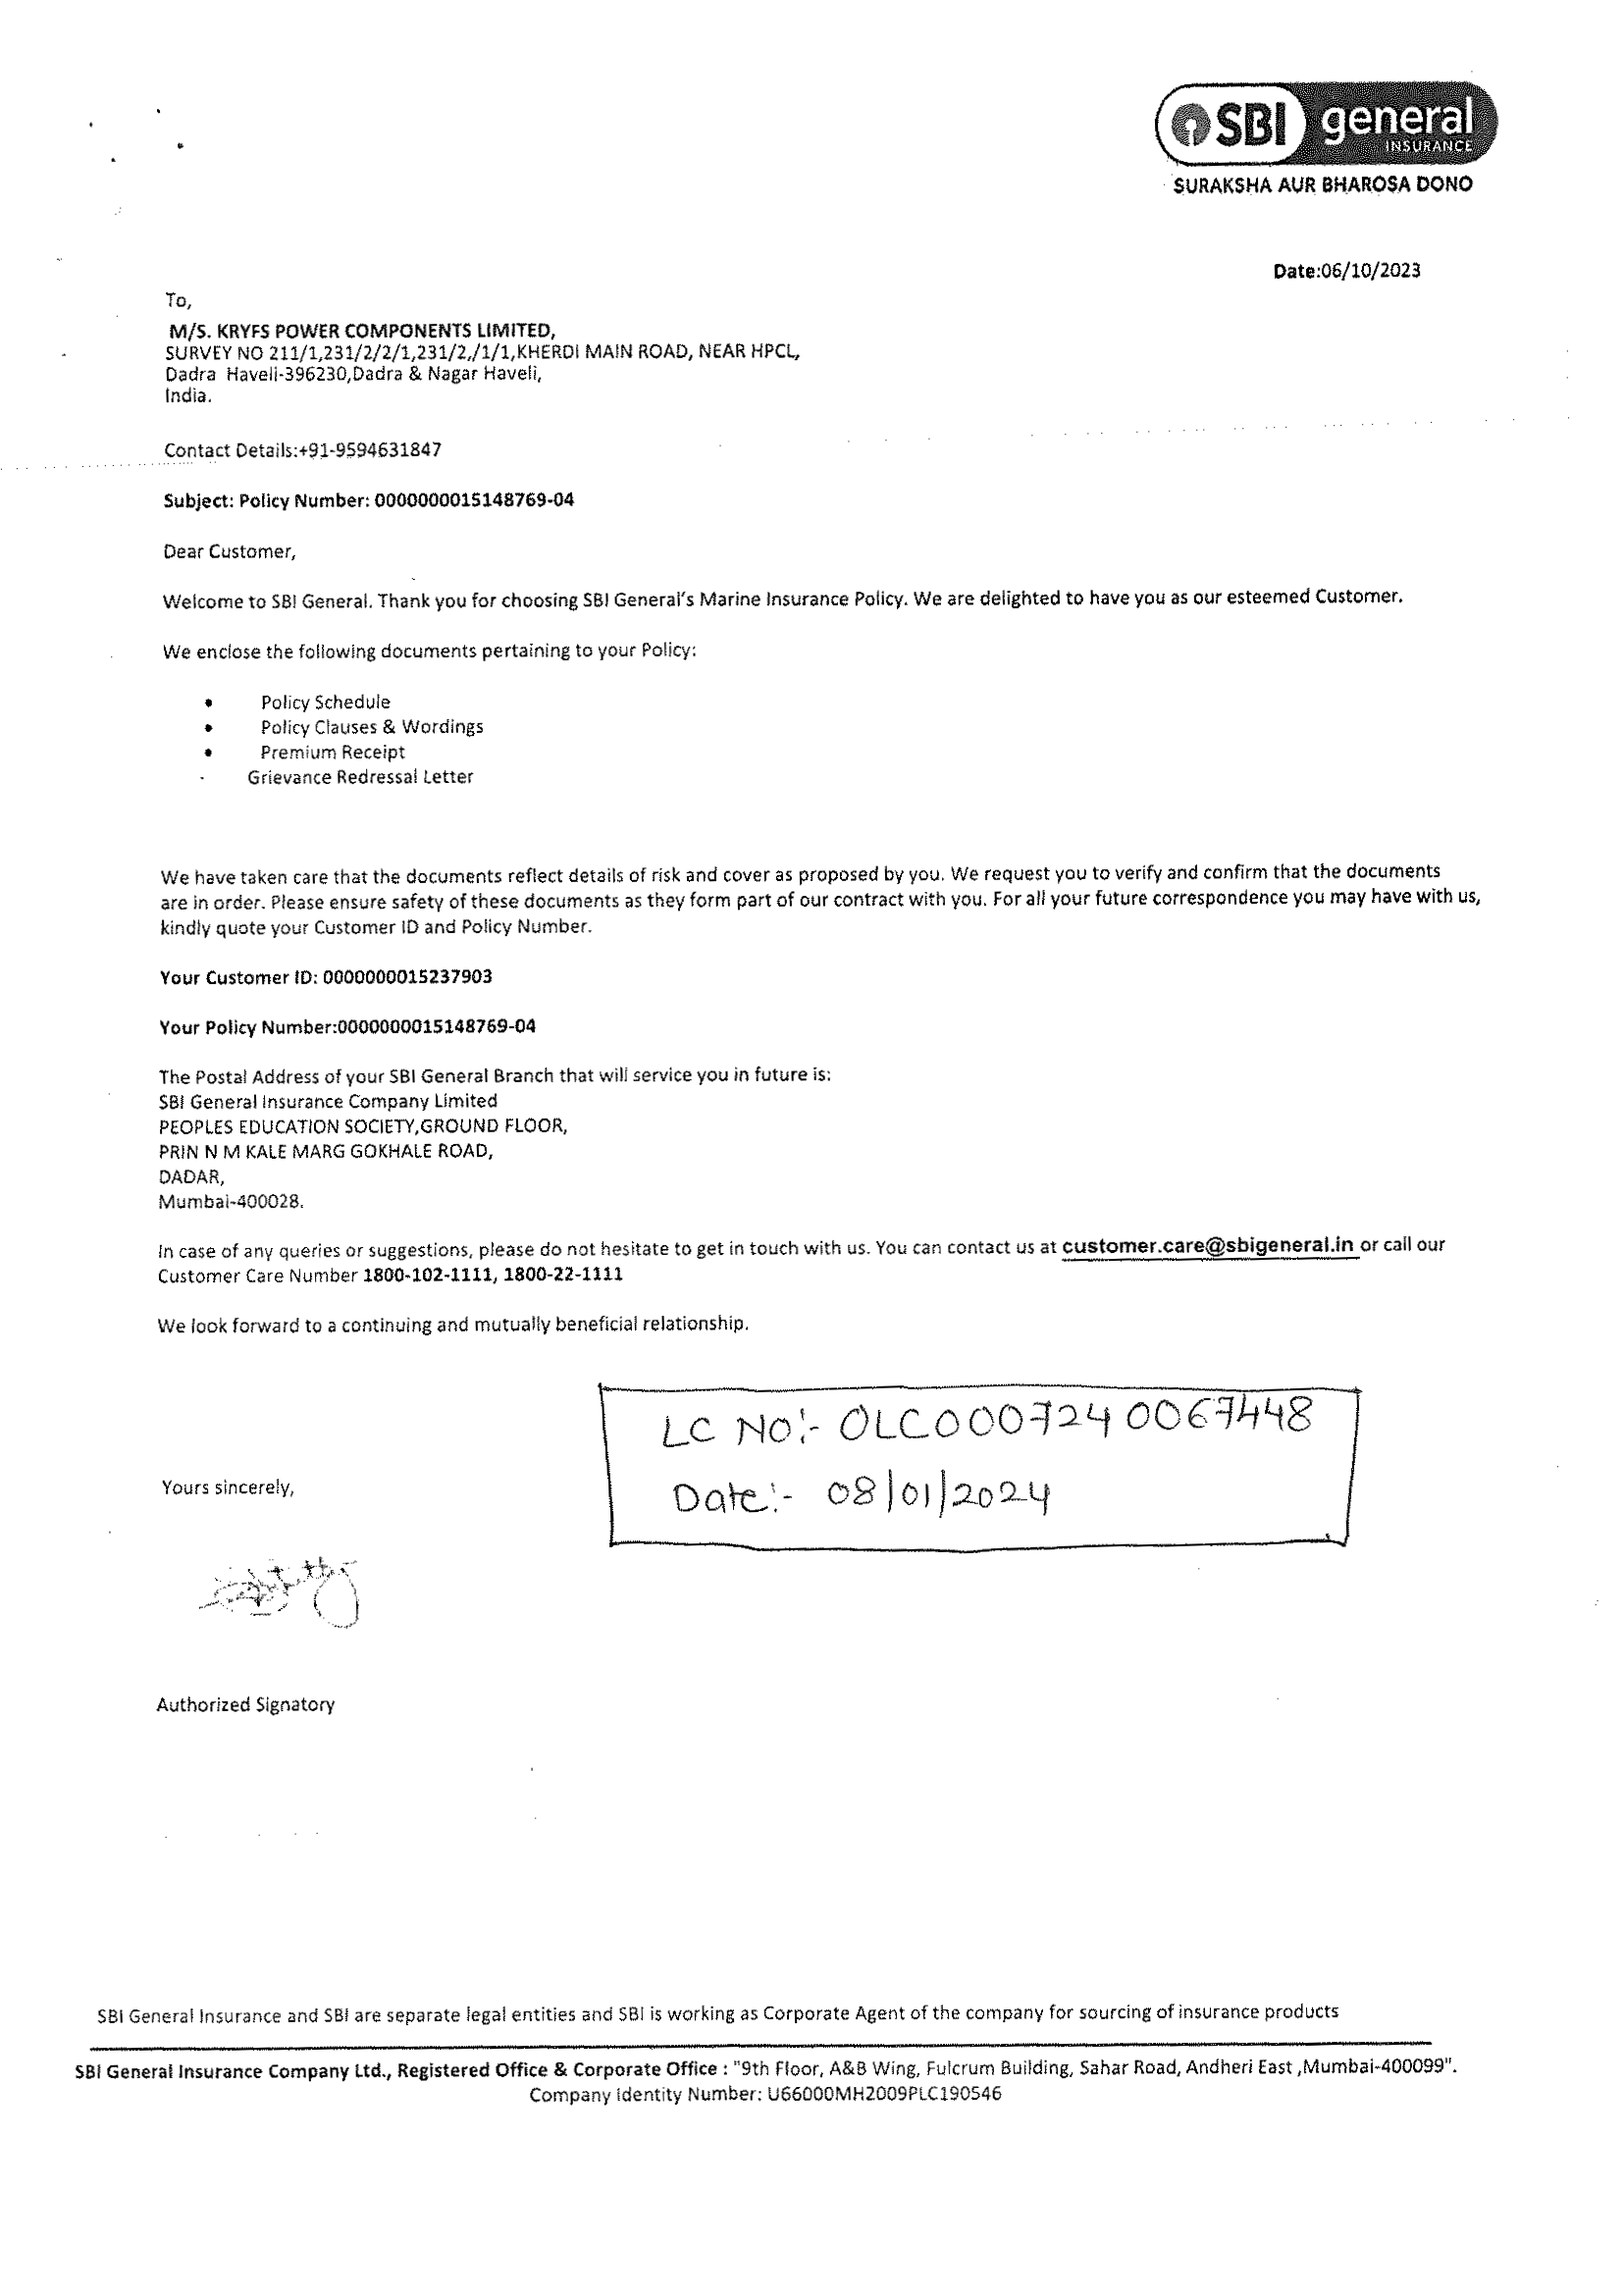 SBI general
INSURANCE
SURAKSHA AUR BHAROSA DONO
Date:06/10/2023
To,
M/S. KRYFS POWER COMPONENTS LIMITED,
SURVEY NO 211/1,231/2/2/1,231/2,/1/1,KHERDI MAIN ROAD, NEAR HPCL,
Dadra Haveli-396230,Dadra & Nagar Haveli,
India.
Contact Details:+91-9594631847
Subject: Policy Number: 0000000015148769-04
Dear Customer,
Welcome to SBI General. Thank you for choosing SBI General's Marine Insurance Policy. We are delighted to have you as our esteemed Customer.
We enclose the following documents pertaining to your Policy:
• Policy Schedule
• Policy Clauses & Wordings
• Premium Receipt
- Grievance Redressal Letter
We have taken care that the documents reflect details of risk and cover as proposed by you. We request you to verify and confirm that the documents
are in order. Please ensure safety of these documents as they form part of our contract with you. For all your future correspondence you may have with us,
kindly quote your Customer ID and Policy Number.
Your Customer ID: 0000000015237903
Your Policy Number:0000000015148769-04
The Postal Address of your SBI General Branch that will service you in future is:
SBI General Insurance Company Limited
PEOPLES EDUCATION SOCIETY,GROUND FLOOR,
PRIN N M KALE MARG GOKHALE ROAD,
DADAR,
Mumbai-400028.
In case of any queries or suggestions, please do not hesitate to get in touch with us. You can contact us at customer.care@sbigeneral.in or call our
Customer Care Number 1800-102-1111, 1800-22-1111
We look forward to a continuing and mutually beneficial relationship.
LC NO:- OLC0007240067448
Date:- 08/01/2024
Yours sincerely,
Authorized Signatory
SBI General Insurance and SBI are separate legal entities and SBI is working as Corporate Agent of the company for sourcing of insurance products
SBI General Insurance Company Ltd., Registered Office & Corporate Office : "9th Floor, A&B Wing, Fulcrum Building, Sahar Road, Andheri East ,Mumbai-400099".
Company Identity Number: U66000MH2009PLC190546